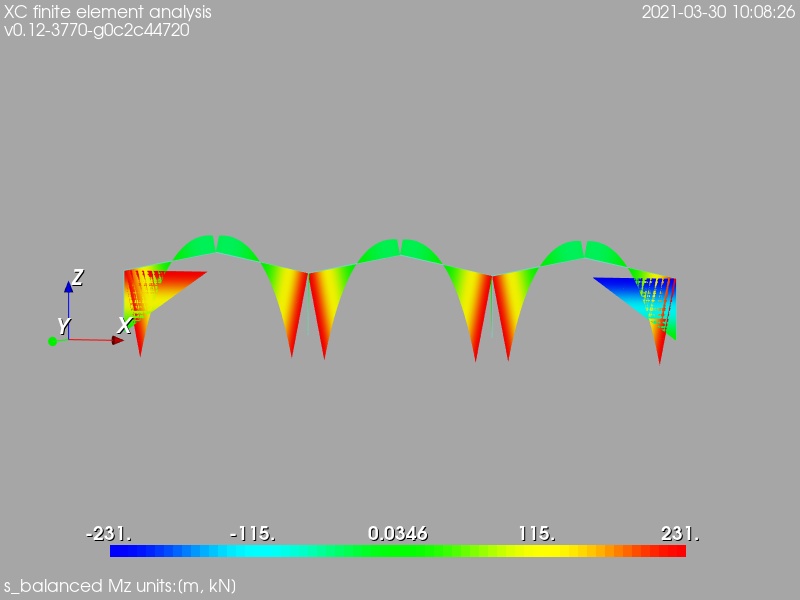 XC finite element analysis
2021-03-30 10:08:26
v0.12-3770-g0c2c44720
Z
Y
X
-231. -115. 0.0346 115. 231.
s_balanced Mz units:[m, kN]